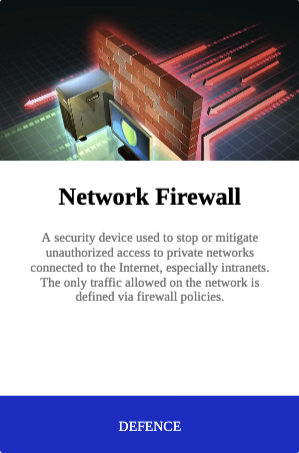 Network Firewall
A security device used to stop or mitigate
unauthorized access to private networks
connected to the Internet, especially intranets.
The only traffic allowed on the network is
defined via firewall policies.
DEFENCE